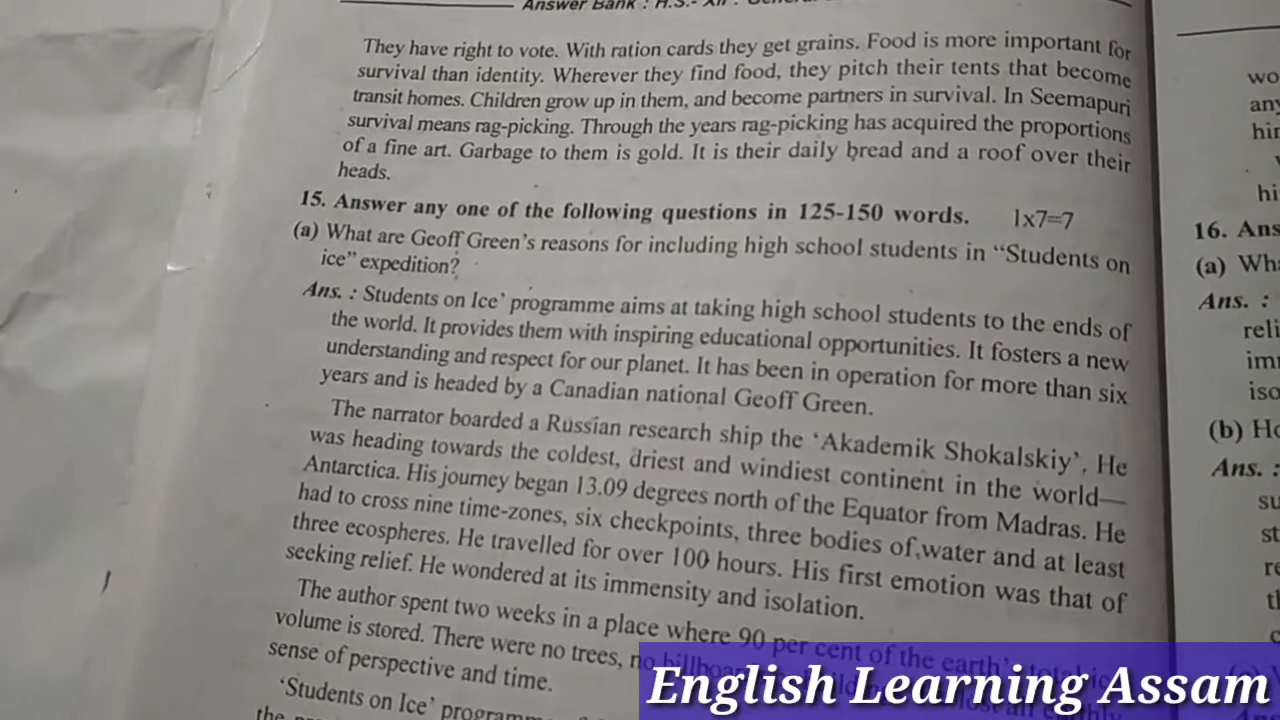 Answer Bank : H.S.- XII :
They have right to vote. With ration cards they get grains. Food is more important for
survival than identity. Wherever they find food, they pitch their tents that become
transit homes. Children grow up in them, and become partners in survival. In Seemapuri
survival means rag-picking. Through the years rag-picking has acquired the proportions
of a fine art. Garbage to them is gold. It is their daily bread and a roof over their
heads.
15. Answer any one of the following questions in 125-150 words. 1x7=7
(a) What are Geoff Green's reasons for including high school students in “Students on
ice” expedition?
Ans. : Students on Ice' programme aims at taking high school students to the ends of
the world. It provides them with inspiring educational opportunities. It fosters a new
understanding and respect for our planet. It has been in operation for more than six
years and is headed by a Canadian national Geoff Green.
The narrator boarded a Russian research ship the ‘Akademik Shokalskiy’. He
was heading towards the coldest, driest and windiest continent in the world—
Antarctica. His journey began 13.09 degrees north of the Equator from Madras. He
had to cross nine time-zones, six checkpoints, three bodies of water and at least
three ecospheres. He travelled for over 100 hours. His first emotion was that of
seeking relief. He wondered at its immensity and isolation.
The author spent two weeks in a place where 90 per cent of the earth's total ice
volume is stored. There were no trees, no
sense of perspective and time.
‘Students on Ice’
the
16. Ans
(a) Wh
Ans. :
reli
im
iso
(b) Ho
Ans. :
su
st
re
English Learning Assam